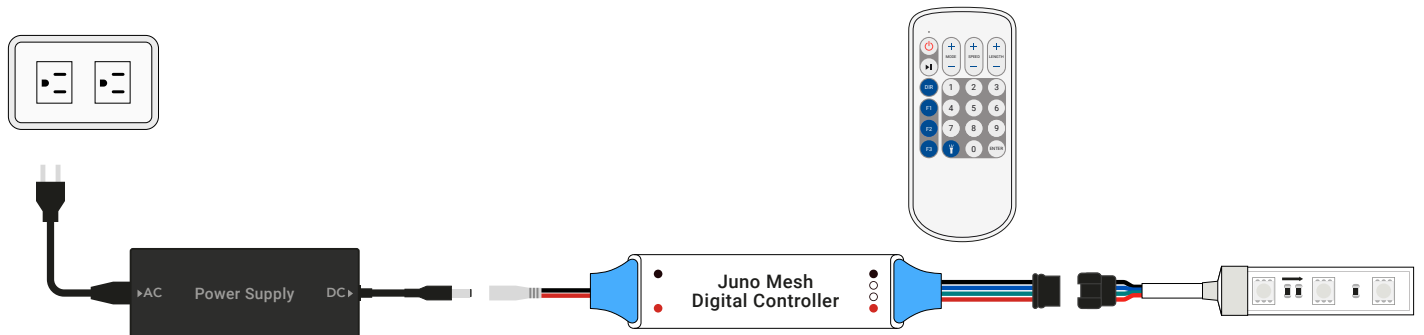 MODE
SPEED
LENGTH
DIR
1
2
3
F1
4
5
6
F2
7
8
9
F3
0
ENTER
AC
Power Supply
DC
Juno Mesh
Digital Controller